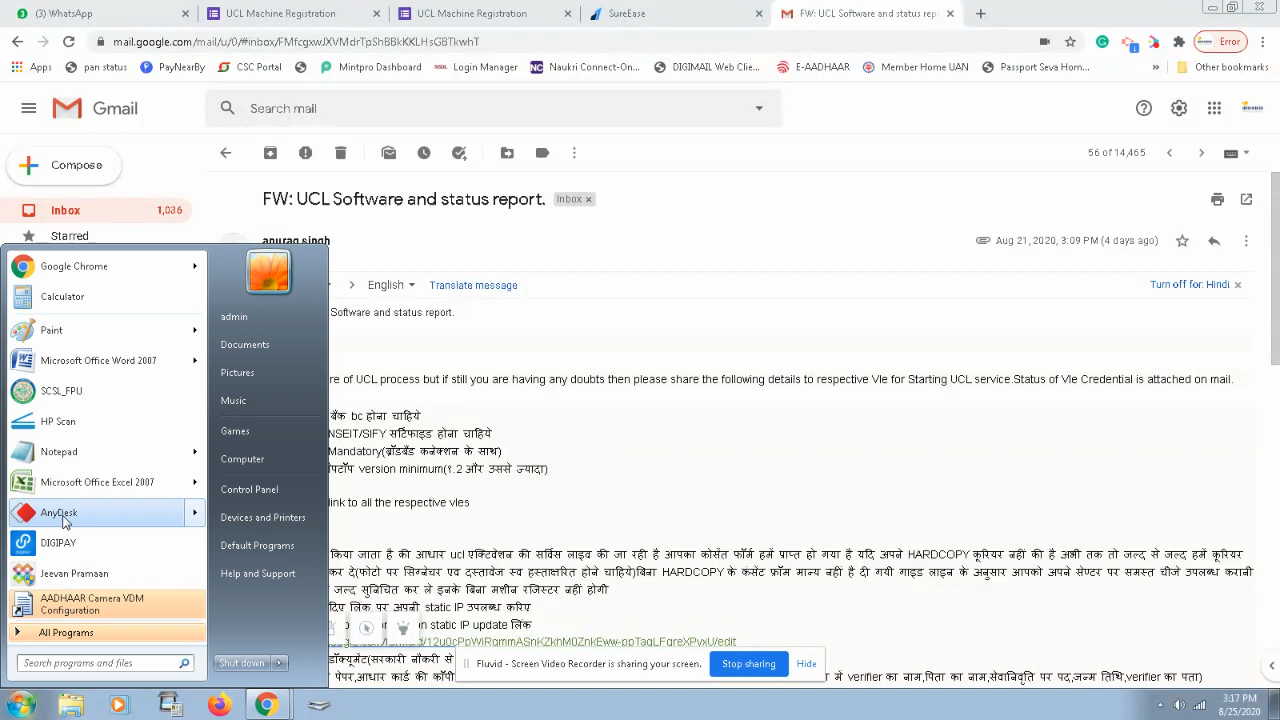 (3) WhatsApp
UCL Machine Registration
UCL Machine Registration
SureEase
FW: UCL Software and status repo
mail.google.com/mail/u/0/#inbox/FMfcgxwJXVMdrTpShBBkKKLHsGBTkwhT
Error
Apps
pan status
PayNearBy
CSC Portal
Mintpro Dashboard
Login Manager
Naukri Connect-On...
DIGIMAIL Web Clie...
E-AADHAAR
Member Home UAN
Passport Seva Hom...
»
Other bookmarks
Gmail
Search mail
Compose
56 of 14,465
Inbox 1,036
FW: UCL Software and status report. Inbox ×
Starred
anurag singh
Aug 21, 2020, 3:09 PM (4 days ago)
English
Translate message
Turn off for: Hindi ×
Software and status report.
re of UCL process but if still you are having any doubts then please share the following details to respective Vle for Starting UCL service.Status of Vle Credential is attached on mail.
बैंक bc होना चाहिये
NSEIT/SIFY सर्टिफाइड होना चाहिये
Mandatory(ब्रॉडबैंड कनेक्शन के साथ)
पटॉप version minimum(९.2 और उससे ज्यादा)
link to all the respective vles
किया जाता है की आधार ucl एक्टिवेशन की सर्विस लाइव की जा रही है आपका कोसेंत फॉर्म हमें प्राप्त हो गया है यदि अपने HARDCOPY कूरियर नहीं की है अभी तक तो जल्द से जल्द हमें कूरियर
कर दे(फोटो पर सिग्नेचर एव दस्तावेज स्व हस्ताक्षरित होने चाहिये)बिना HARDCOPY के कंसेंट फ्रॉम मान्य नहीं है दी गयी गाइड लाइन के अनुसार आपको अपने सेण्टर पर समस्त चीजे उपलब्ध करानी
जल्द सुबिचित कर ले बिना मशीन रजिस्टर नहीं होगी
दिए लिंक पर अपनी static IP उपलब्ध करिए
on static IP update लिंक
Google Chrome
Calculator
Paint
Microsoft Office Word 2007
SCSL_FPU
HP Scan
Notepad
Microsoft Office Excel 2007
AnyDesk
DIGIPAY
Jeevan Pramaan
AADHAAR Camera VDM
Configuration
All Programs
Search programs and files
admin
Documents
Pictures
Music
Games
Computer
Control Panel
Devices and Printers
Default Programs
Help and Support
Shut down
Fluvid - Screen Video Recorder is sharing your screen.
Stop sharing
Hide
में verifier का नाम,पिता का नाम,सेवानिवृति पर पद,जन्म तिथि,verifier का पता)
3:17 PM
8/25/2020